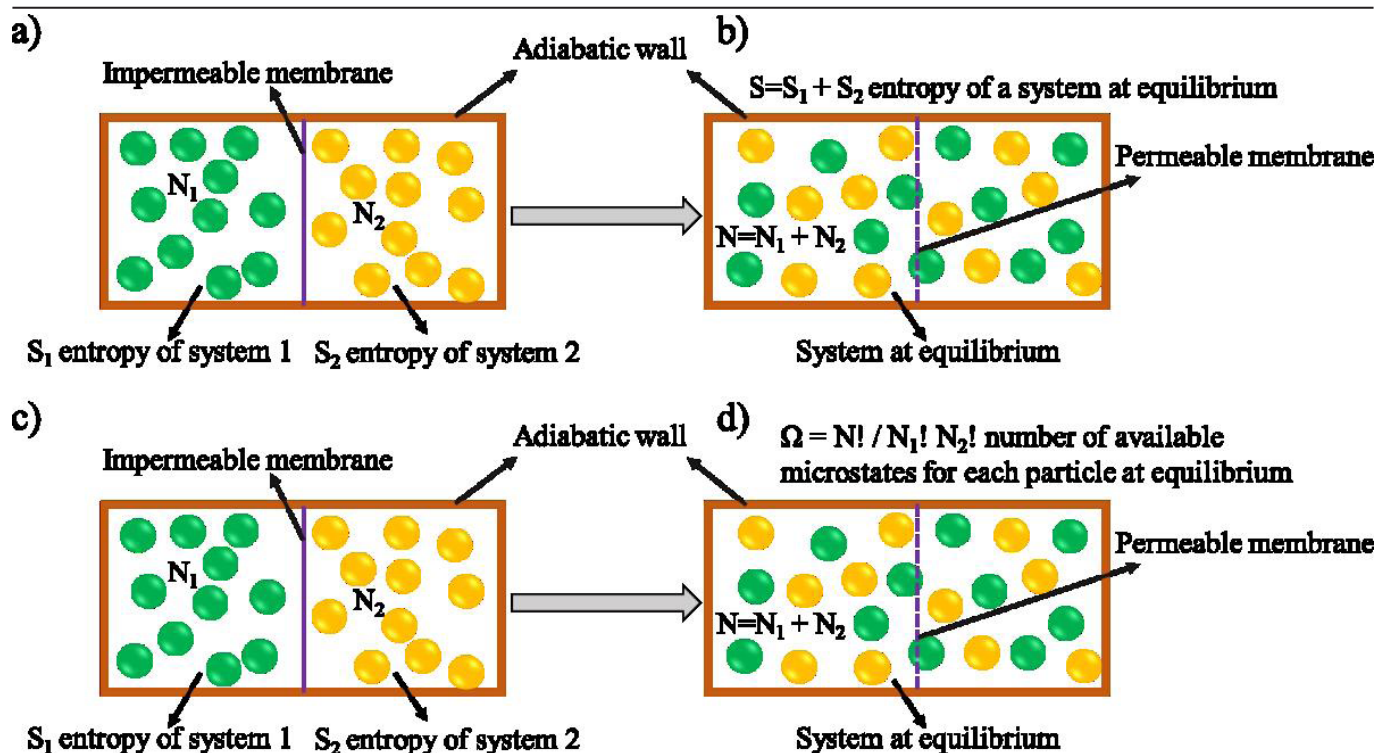 a)
Impermeable membrane
Adiabatic wall
N₁
N₂
S₁ entropy of system 1
S₂ entropy of system 2
b)
S=S₁ + S₂ entropy of a system at equilibrium
Permeable membrane
N=N₁ + N₂
System at equilibrium
c)
Impermeable membrane
Adiabatic wall
N₁
N₂
S₁ entropy of system 1
S₂ entropy of system 2
d)
Ω = N! / N₁! N₂! number of available
microstates for each particle at equilibrium
Permeable membrane
N=N₁ + N₂
System at equilibrium